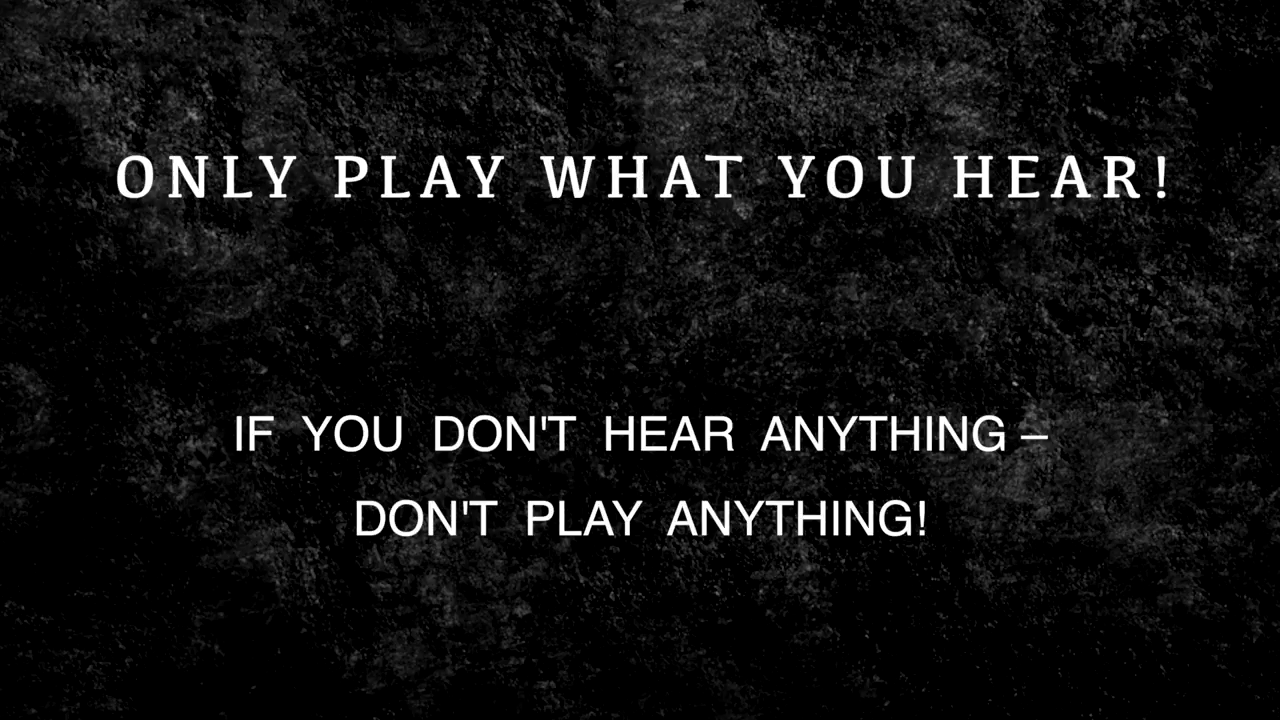 ONLY PLAY WHAT YOU HEAR!
IF YOU DON'T HEAR ANYTHING –
DON'T PLAY ANYTHING!